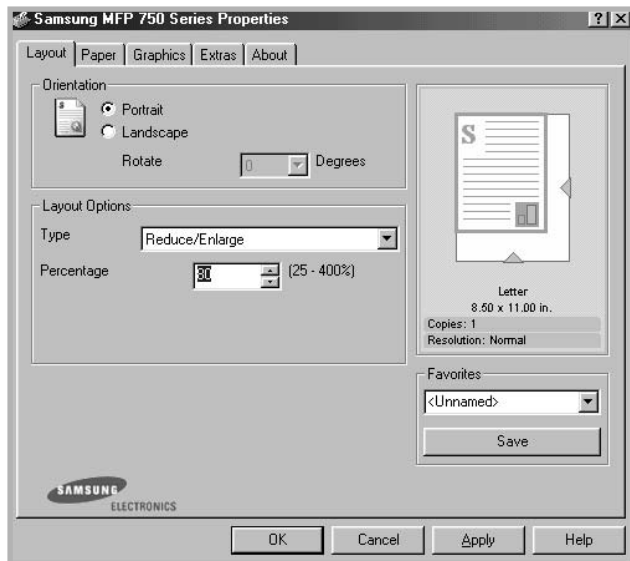 Samsung MFP 750 Series Properties
Layout Paper Graphics Extras About
Orientation
Portrait
Landscape
Rotate 0 Degrees
Layout Options
Type Reduce/Enlarge
Percentage 80 (25 - 400%)
S
Letter
8.50 x 11.00 in.
Copies: 1
Resolution: Normal
Favorites
<Unnamed>
Save
SAMSUNG
ELECTRONICS
OK Cancel Apply Help